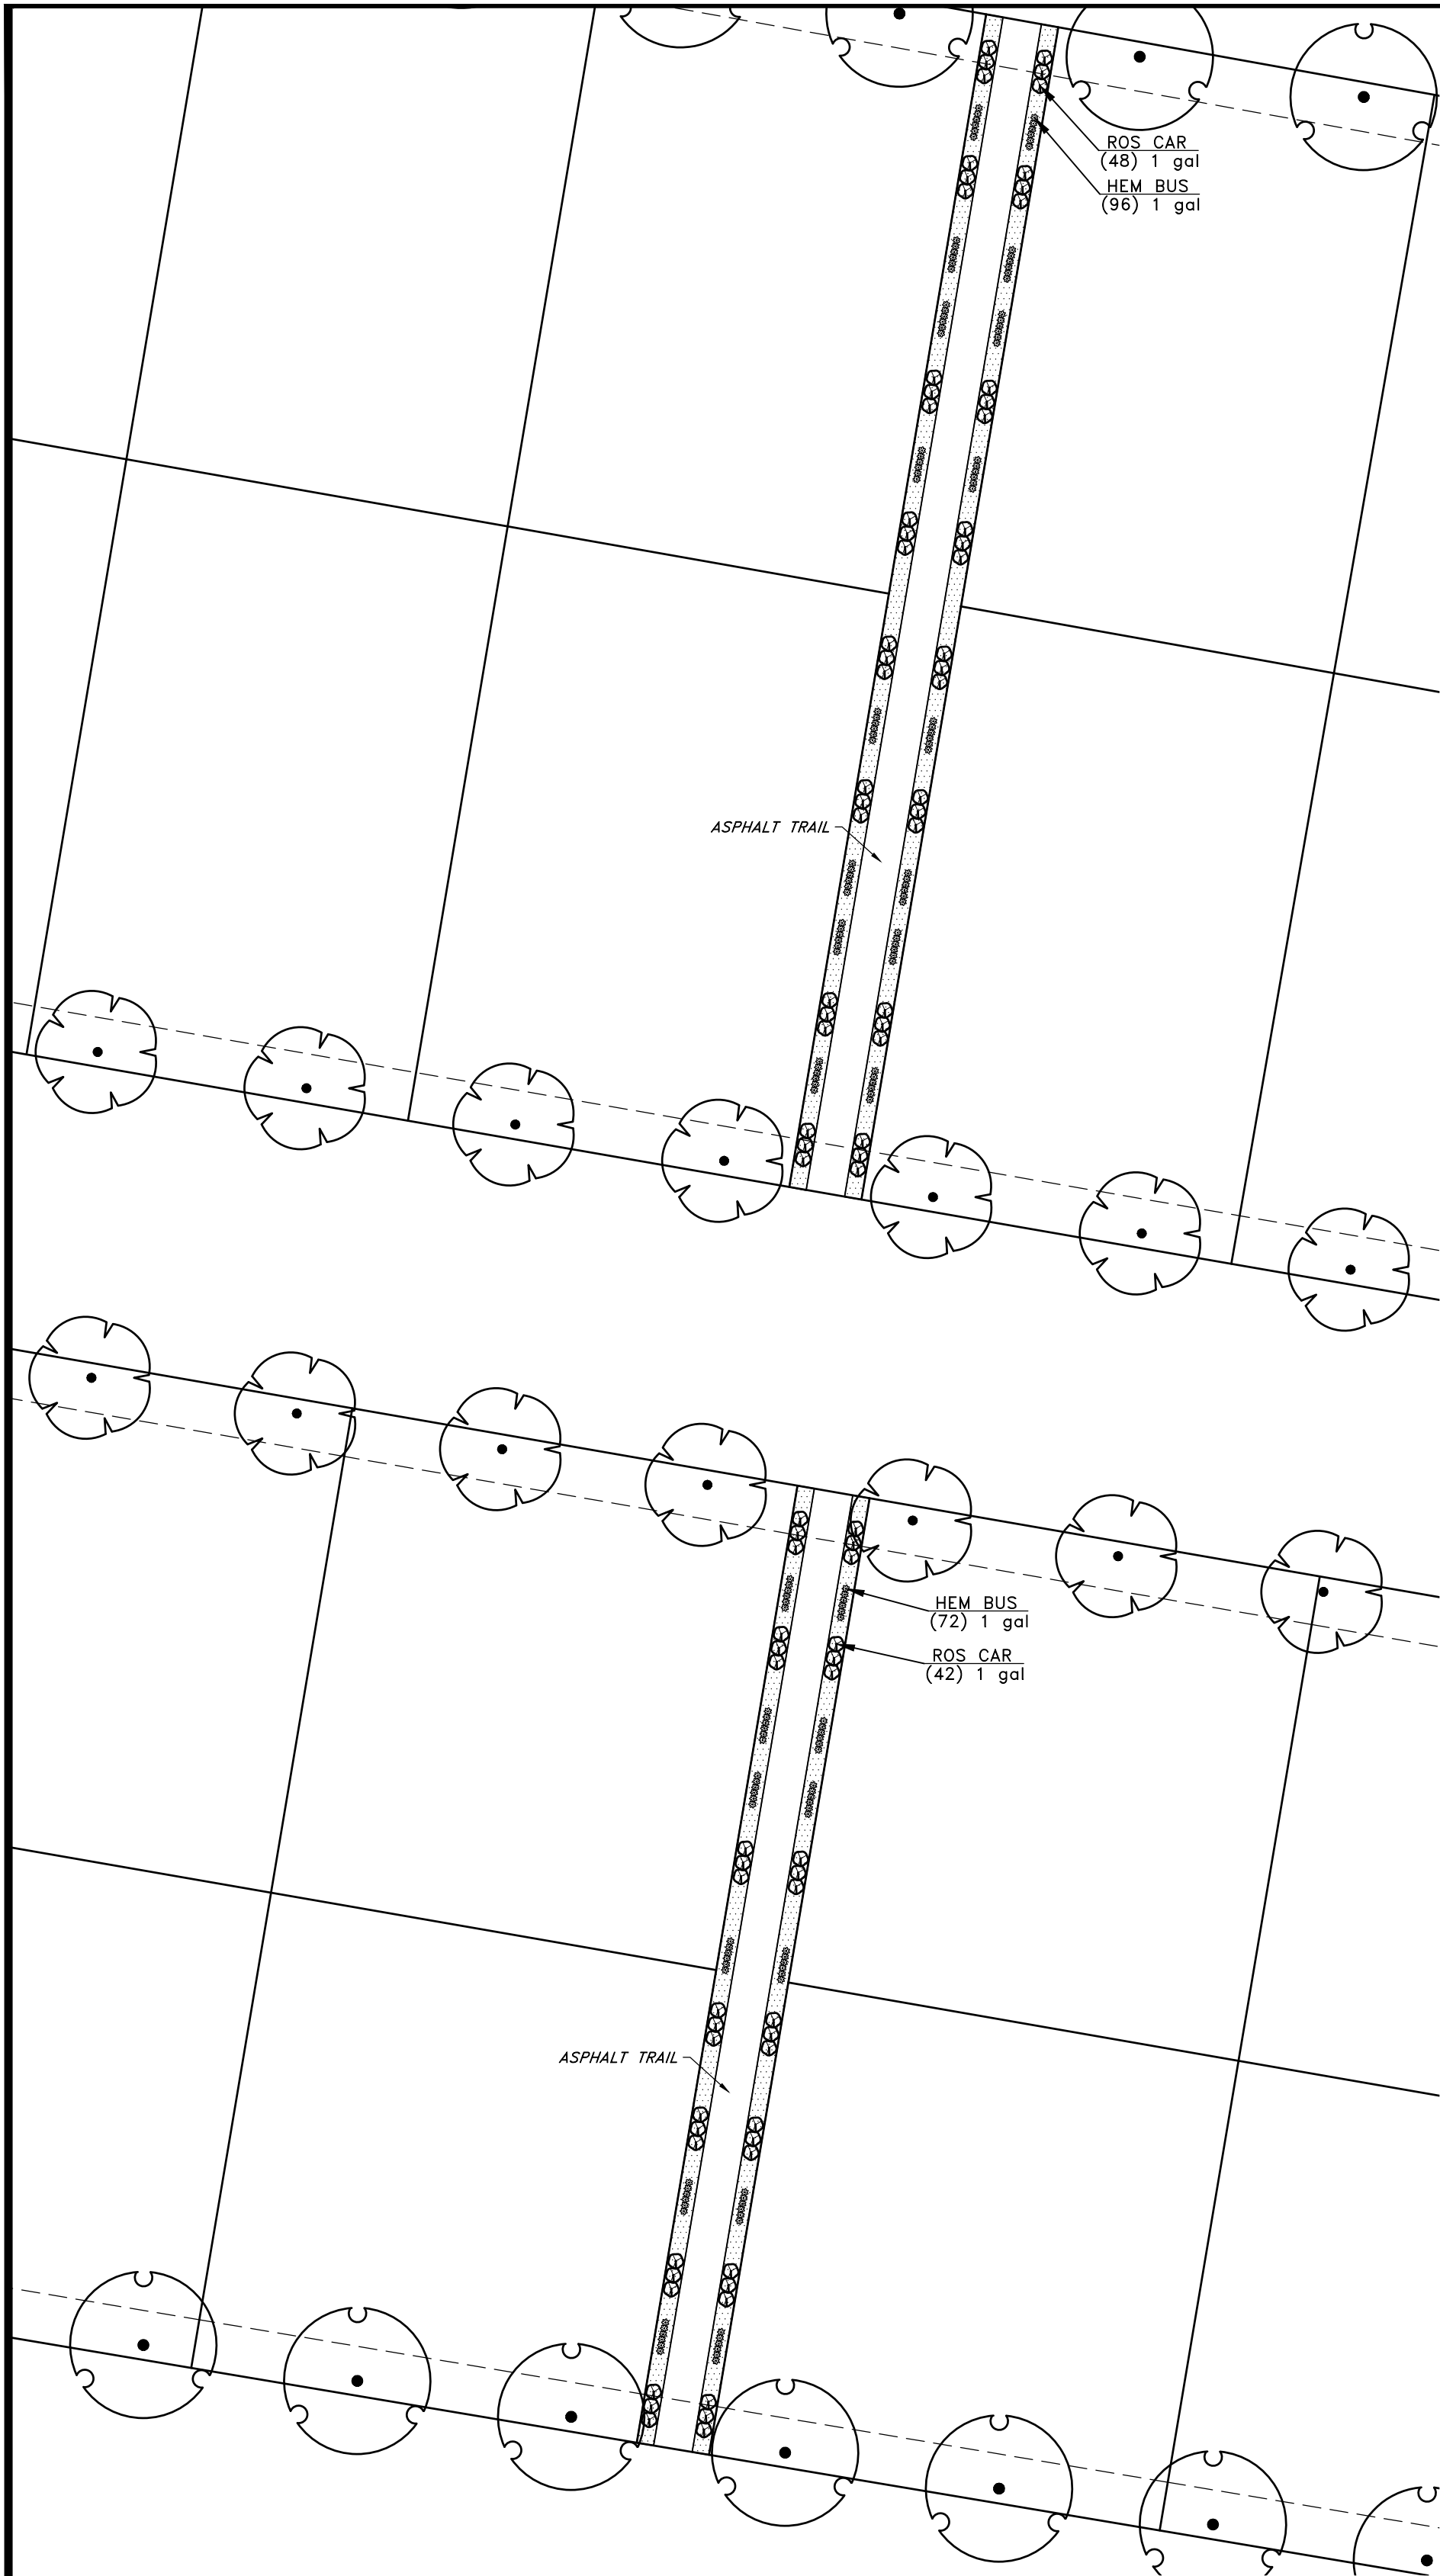 ROS CAR
(48) 1 gal
HEM BUS
(96) 1 gal
ASPHALT TRAIL
HEM BUS
(72) 1 gal
ROS CAR
(42) 1 gal
ASPHALT TRAIL